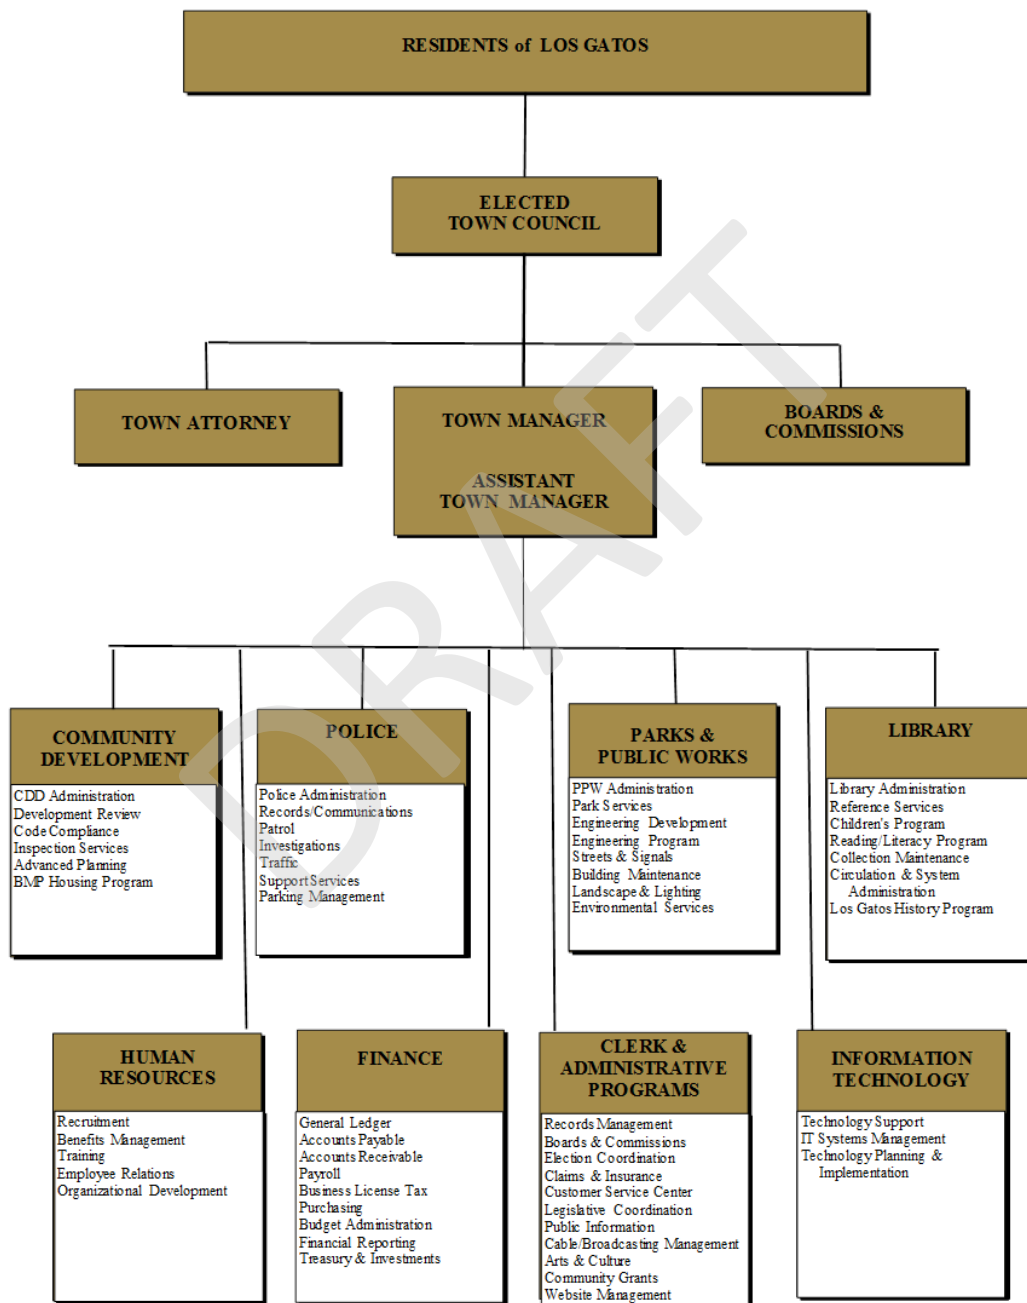 RESIDENTS of LOS GATOS
ELECTED
TOWN COUNCIL
TOWN ATTORNEY
TOWN MANAGER
ASSISTANT
TOWN MANAGER
BOARDS &
COMMISSIONS
DRAFT
COMMUNITY
DEVELOPMENT
CDD Administration
Development Review
Code Compliance
Inspection Services
Advanced Planning
BMP Housing Program
POLICE
Police Administration
Records/Communications
Patrol
Investigations
Traffic
Support Services
Parking Management
PARKS &
PUBLIC WORKS
PPW Administration
Park Services
Engineering Development
Engineering Program
Streets & Signals
Building Maintenance
Landscape & Lighting
Environmental Services
LIBRARY
Library Administration
Reference Services
Children's Program
Reading/Literacy Program
Collection Maintenance
Circulation & System
Administration
Los Gatos History Program
HUMAN
RESOURCES
Recruitment
Benefits Management
Training
Employee Relations
Organizational Development
FINANCE
General Ledger
Accounts Payable
Accounts Receivable
Payroll
Business License Tax
Purchasing
Budget Administration
Financial Reporting
Treasury & Investments
CLERK &
ADMINISTRATIVE
PROGRAMS
Records Management
Boards & Commissions
Election Coordination
Claims & Insurance
Customer Service Center
Legislative Coordination
Public Information
Cable/Broadcasting Management
Arts & Culture
Community Grants
Website Management
INFORMATION
TECHNOLOGY
Technology Support
IT Systems Management
Technology Planning &
Implementation